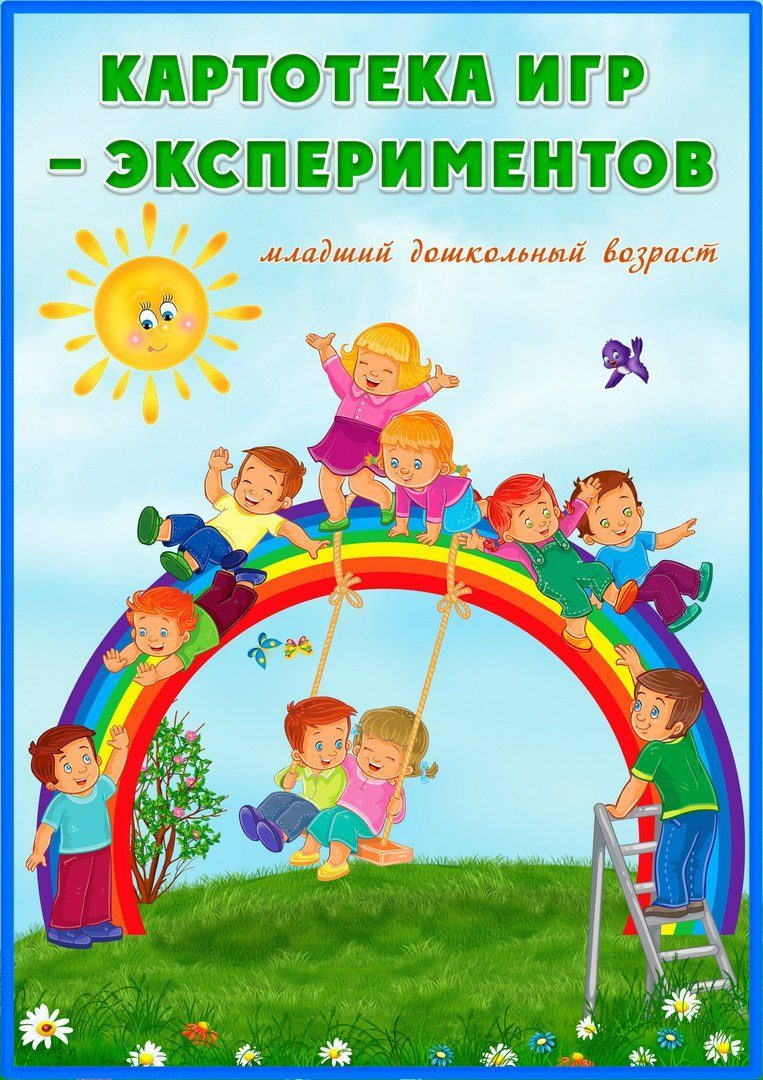 КАРТОТЕКА ИГР
– ЭКСПЕРИМЕНТОВ
младший дошкольный возраст